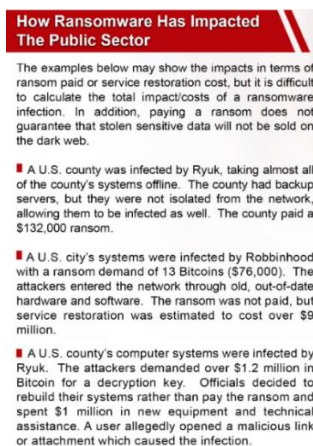 How Ransomware Has Impacted
The Public Sector
The examples below may show the impacts in terms of
ransom paid or service restoration cost, but it is difficult
to calculate the total impact/costs of a ransomware
infection. In addition, paying a ransom does not
guarantee that stolen sensitive data will not be sold on
the dark web.
A U.S. county was infected by Ryuk, taking almost all
of the county's systems offline. The county had backup
servers, but they were not isolated from the network,
allowing them to be infected as well. The county paid a
$132,000 ransom.
A U.S. city's systems were infected by Robbinhood
with a ransom demand of 13 Bitcoins ($76,000). The
attackers entered the network through old, out-of-date
hardware and software. The ransom was not paid, but
service restoration was estimated to cost over $9
million.
A U.S. county's computer systems were infected by
Ryuk. The attackers demanded over $1.2 million in
Bitcoin for a decryption key. Officials decided to
rebuild their systems rather than pay the ransom and
spent $1 million in new equipment and technical
assistance. A user allegedly opened a malicious link
or attachment which caused the infection.